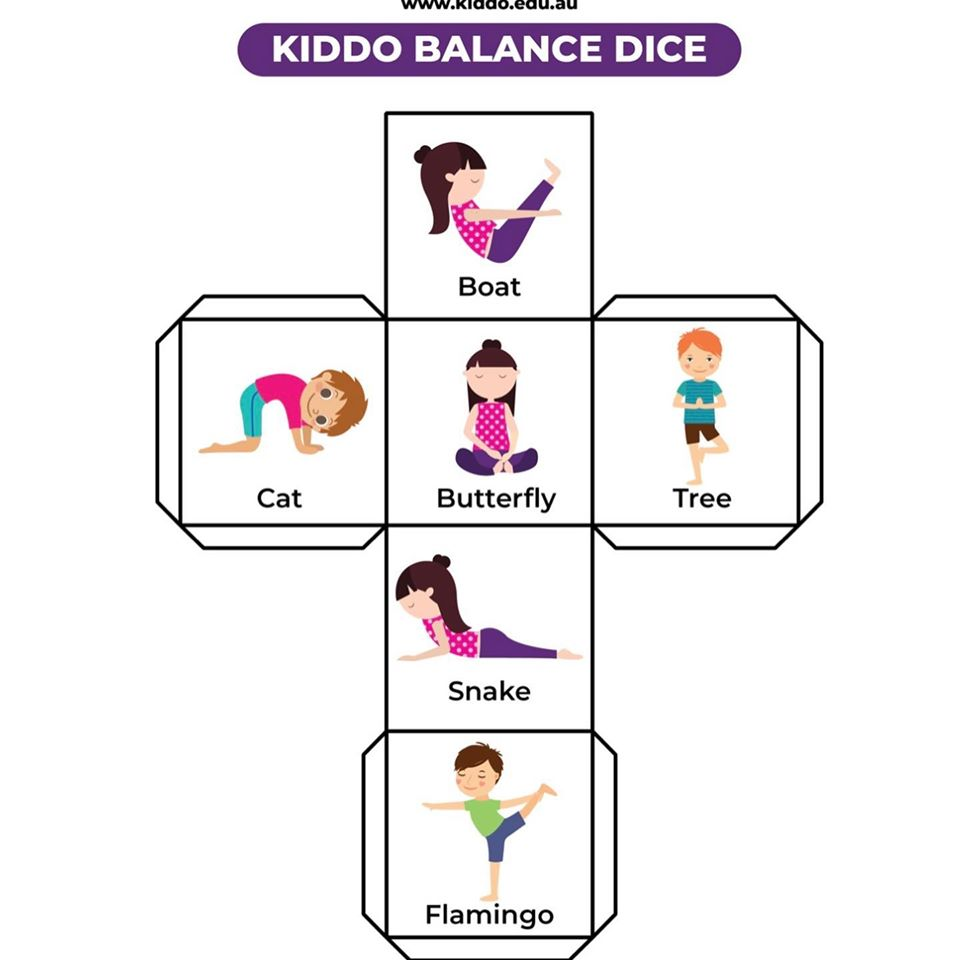 www.kiddo.edu.au
KIDDO BALANCE DICE
Boat
Cat
Butterfly
Tree
Snake
Flamingo